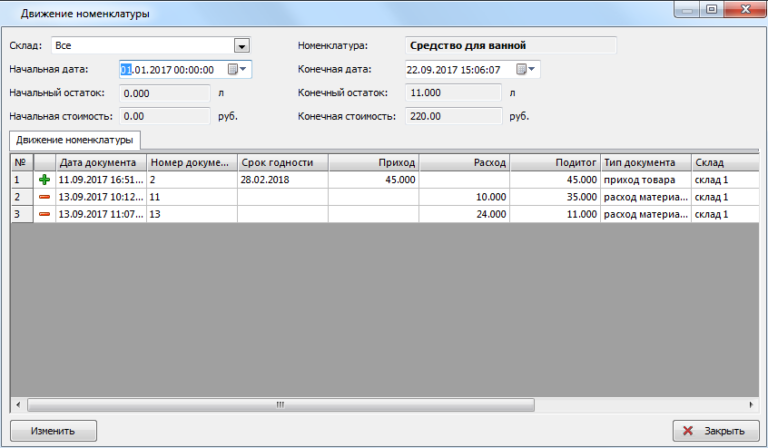 Движение номенклатуры
Склад: Все Номенклатура: Средство для ванной
Начальная дата: 01.01.2017 00:00:00 Конечная дата: 22.09.2017 15:06:07
Начальный остаток: 0.000 л Конечный остаток: 11.000 л
Начальная стоимость: 0.00 руб. Конечная стоимость: 220.00 руб.
Движение номенклатуры
№ Дата документа Номер докуме... Срок годности Приход Расход Подитог Тип документа Склад
1 11.09.2017 16:51... 2 28.02.2018 45.000 45.000 приход товара склад 1
2 13.09.2017 10:12... 11 10.000 35.000 расход материа... склад 1
3 13.09.2017 11:07... 13 24.000 11.000 расход материа... склад 1
Изменить Закрыть